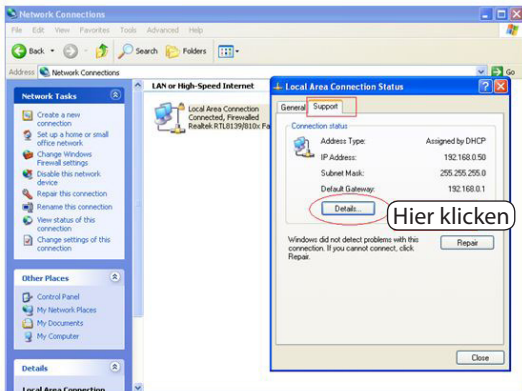 Network Connections
File Edit View Favorites Tools Advanced Help
Back Search Folders
Address Network Connections Go
Network Tasks
Create a new connection
Set up a home or small office network
Change Windows Firewall settings
Disable this network device
Repair this connection
Rename this connection
View status of this connection
Change settings of this connection
Other Places
Control Panel
My Network Places
My Documents
My Computer
Details
Local Area Connection
LAN or High-Speed Internet
Local Area Connection
Connected, Firewalled
Realtek RTL8139/810x Fa
Local Area Connection Status
General Support
Connection status
Address Type: Assigned by DHCP
IP Address: 192.168.0.50
Subnet Mask: 255.255.255.0
Default Gateway: 192.168.0.1
Details...
Hier klicken
Windows did not detect problems with this
connection. If you cannot connect, click
Repair.
Repair
Close